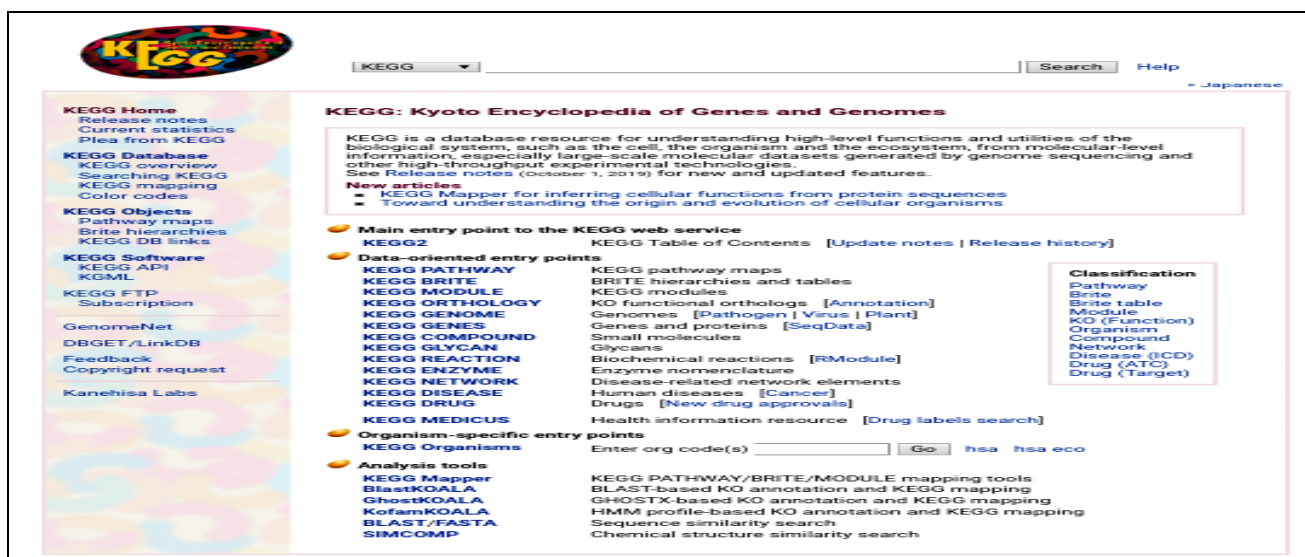 KEGG
KEGG Search Help
Japanese
KEGG Home
Release notes
Current statistics
Plea from KEGG
KEGG Database
KEGG overview
Searching KEGG
KEGG mapping
Color codes
KEGG Objects
Pathway maps
Brite hierarchies
KEGG DB links
KEGG Software
KEGG API
KGML
KEGG FTP
Subscription
GenomeNet
DBGET/LinkDB
Feedback
Copyright request
Kanehisa Labs
KEGG: Kyoto Encyclopedia of Genes and Genomes
KEGG is a database resource for understanding high-level functions and utilities of the
biological system, such as the cell, the organism and the ecosystem, from molecular-level
information, especially large-scale molecular datasets generated by genome sequencing and
other high-throughput experimental technologies.
See Release notes (October 1, 2019) for new and updated features.
New articles
KEGG Mapper for inferring cellular functions from protein sequences
Toward understanding the origin and evolution of cellular organisms
Main entry point to the KEGG web service
KEGG2 KEGG Table of Contents [Update notes | Release history]
Data-oriented entry points
KEGG PATHWAY KEGG pathway maps
KEGG BRITE BRITE hierarchies and tables
KEGG MODULE KEGG modules
KEGG ORTHOLOGY KO functional orthologs [Annotation]
KEGG GENOME Genomes [Pathogen | Virus | Plant]
KEGG GENES Genes and proteins [SeqData]
KEGG COMPOUND Small molecules
KEGG GLYCAN Glycans
KEGG REACTION Biochemical reactions [RModule]
KEGG ENZYME Enzyme nomenclature
KEGG NETWORK Disease-related network elements
KEGG DISEASE Human diseases [Cancer]
KEGG DRUG Drugs [New drug approvals]
KEGG MEDICUS Health information resource [Drug labels search]
Classification
Pathway
Brite
Brite table
Module
KO (Function)
Organism
Compound
Network
Disease (ICD)
Drug (ATC)
Drug (Target)
Organism-specific entry points
KEGG Organisms Enter org code(s) Go hsa hsa eco
Analysis tools
KEGG Mapper KEGG PATHWAY/BRITE/MODULE mapping tools
BlastKOALA BLAST-based KO annotation and KEGG mapping
GhostKOALA GHOSTX-based KO annotation and KEGG mapping
KofamKOALA HMM profile-based KO annotation and KEGG mapping
BLAST/FASTA Sequence similarity search
SIMCOMP Chemical structure similarity search